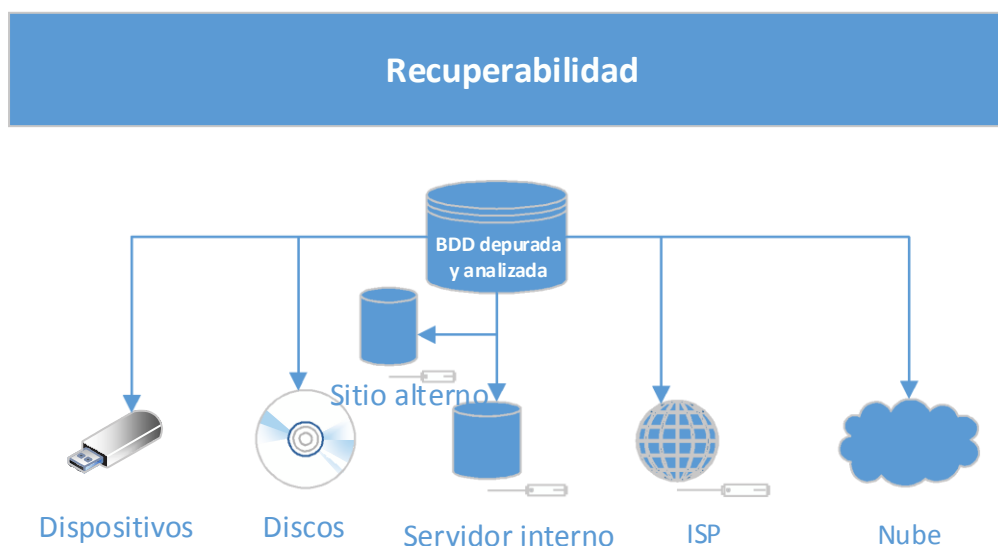 Recuperabilidad
BDD depurada
y analizada
Sitio alterno
Dispositivos
Discos
Servidor interno
ISP
Nube